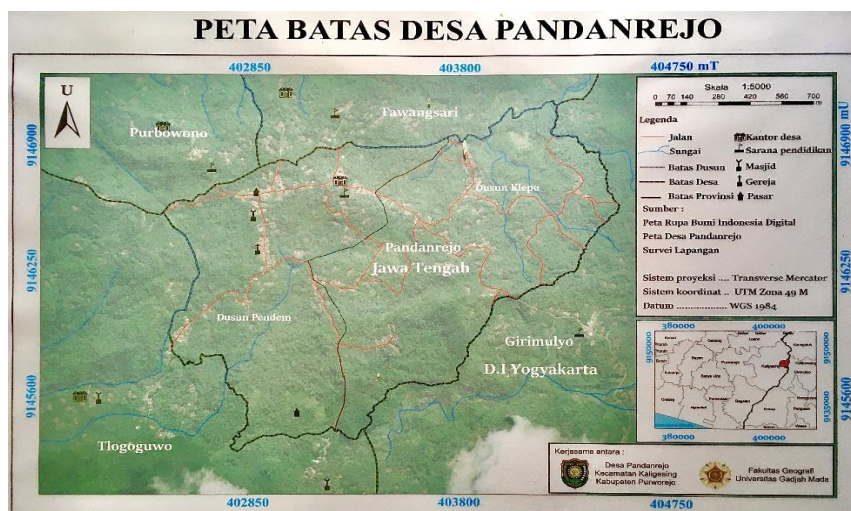 PETA BATAS DESA PANDANREJO
402850
403800
404750 mT
9146900
9146250
9145600
U
Purbowono
Tawangsari
Dusun Klepu
Pandanrejo
Jawa Tengah
Dusun Pendem
Girimulyo
D.I Yogyakarta
Tlogoguwo
Skala 1:5000
0 70 140 280 420 560 700
m
Legenda
Jalan
Kantor desa
Sungai
Sarana pendidikan
Batas Dusun
Masjid
Batas Desa
Gereja
Batas Provinsi
Pasar
Sumber :
Peta Rupa Bumi Indonesia Digital
Peta Desa Pandanrejo
Survei Lapangan
Sistem proyeksi .... Transverse Mercator
Sistem koordinat .. UTM Zona 49 M
Datum .................. WGS 1984
9146900 mU
9146250
9145600
380000
400000
9150000
9150000
9135000
380000
400000
Kerjasama antara :
Desa Pandanrejo
Kecamatan Kaligesing
Kabupaten Purworejo
Fakultas Geografi
Universitas Gadjah Mada
402850
403800
404750